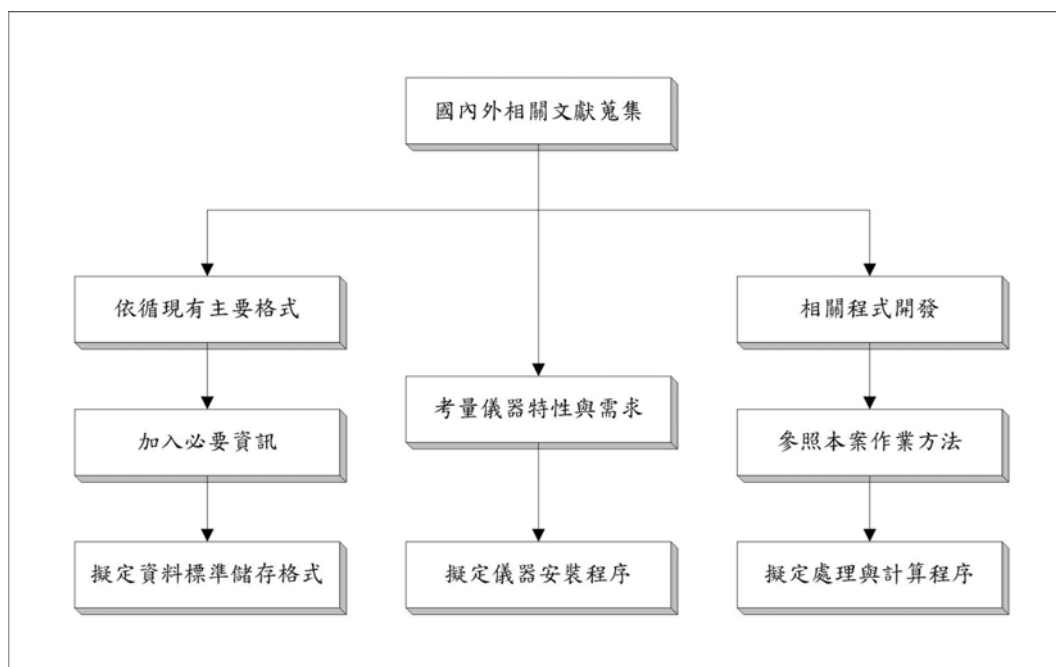 國內外相關文獻蒐集
依循現有主要格式
相關程式開發
考量儀器特性與需求
加入必要資訊
參照本案作業方法
擬定資料標準儲存格式
擬定儀器安裝程序
擬定處理與計算程序